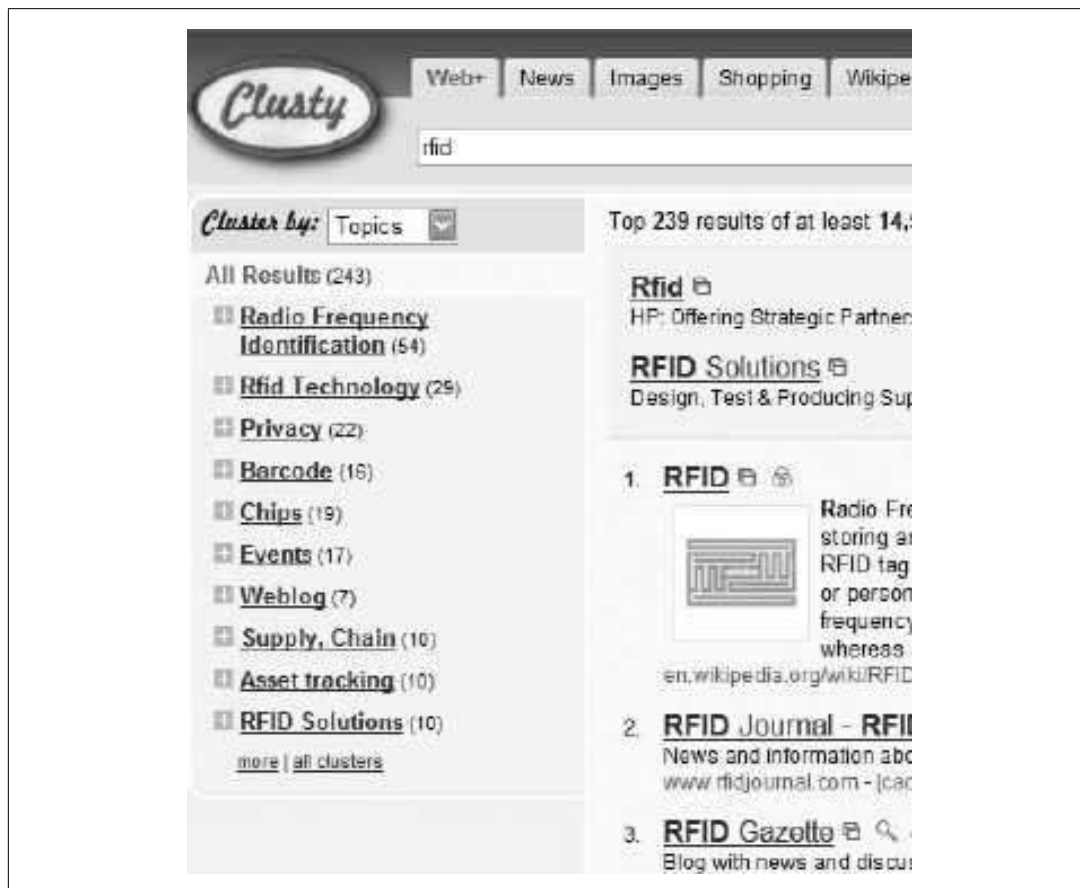 Clusty
Web+ News Images Shopping Wikipe
rfid
Cluster by: Topics
All Results (243)
Radio Frequency
Identification (54)
Rfid Technology (29)
Privacy (22)
Barcode (16)
Chips (19)
Events (17)
Weblog (7)
Supply, Chain (10)
Asset tracking (10)
RFID Solutions (10)
more | all clusters
Top 239 results of at least 14,
Rfid
HP: Offering Strategic Partner
RFID Solutions
Design, Test & Producing Sup
1. RFID
Radio Fre
storing an
RFID tag
or person
frequency
whereas
en.wikipedia.org/wiki/RFID
2. RFID Journal - RFID
News and information abo
www.rfidjournal.com - [cac
3. RFID Gazette
Blog with news and discus